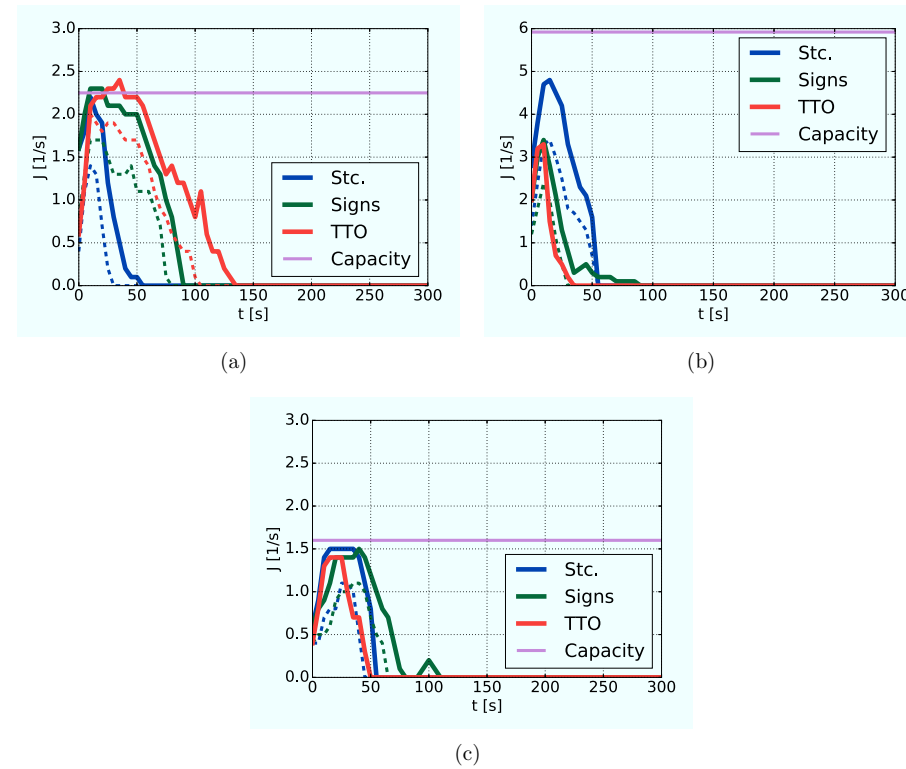 3.0
2.5
2.0
1.5
1.0
0.5
0.0
J [1/s]
0 50 100 150 200 250 300
t [s]
Stc.
Signs
TTO
Capacity
(a)
6
5
4
3
2
1
0
J [1/s]
0 50 100 150 200 250 300
t [s]
Stc.
Signs
TTO
Capacity
(b)
3.0
2.5
2.0
1.5
1.0
0.5
0.0
J [1/s]
0 50 100 150 200 250 300
t [s]
Stc.
Signs
TTO
Capacity
(c)